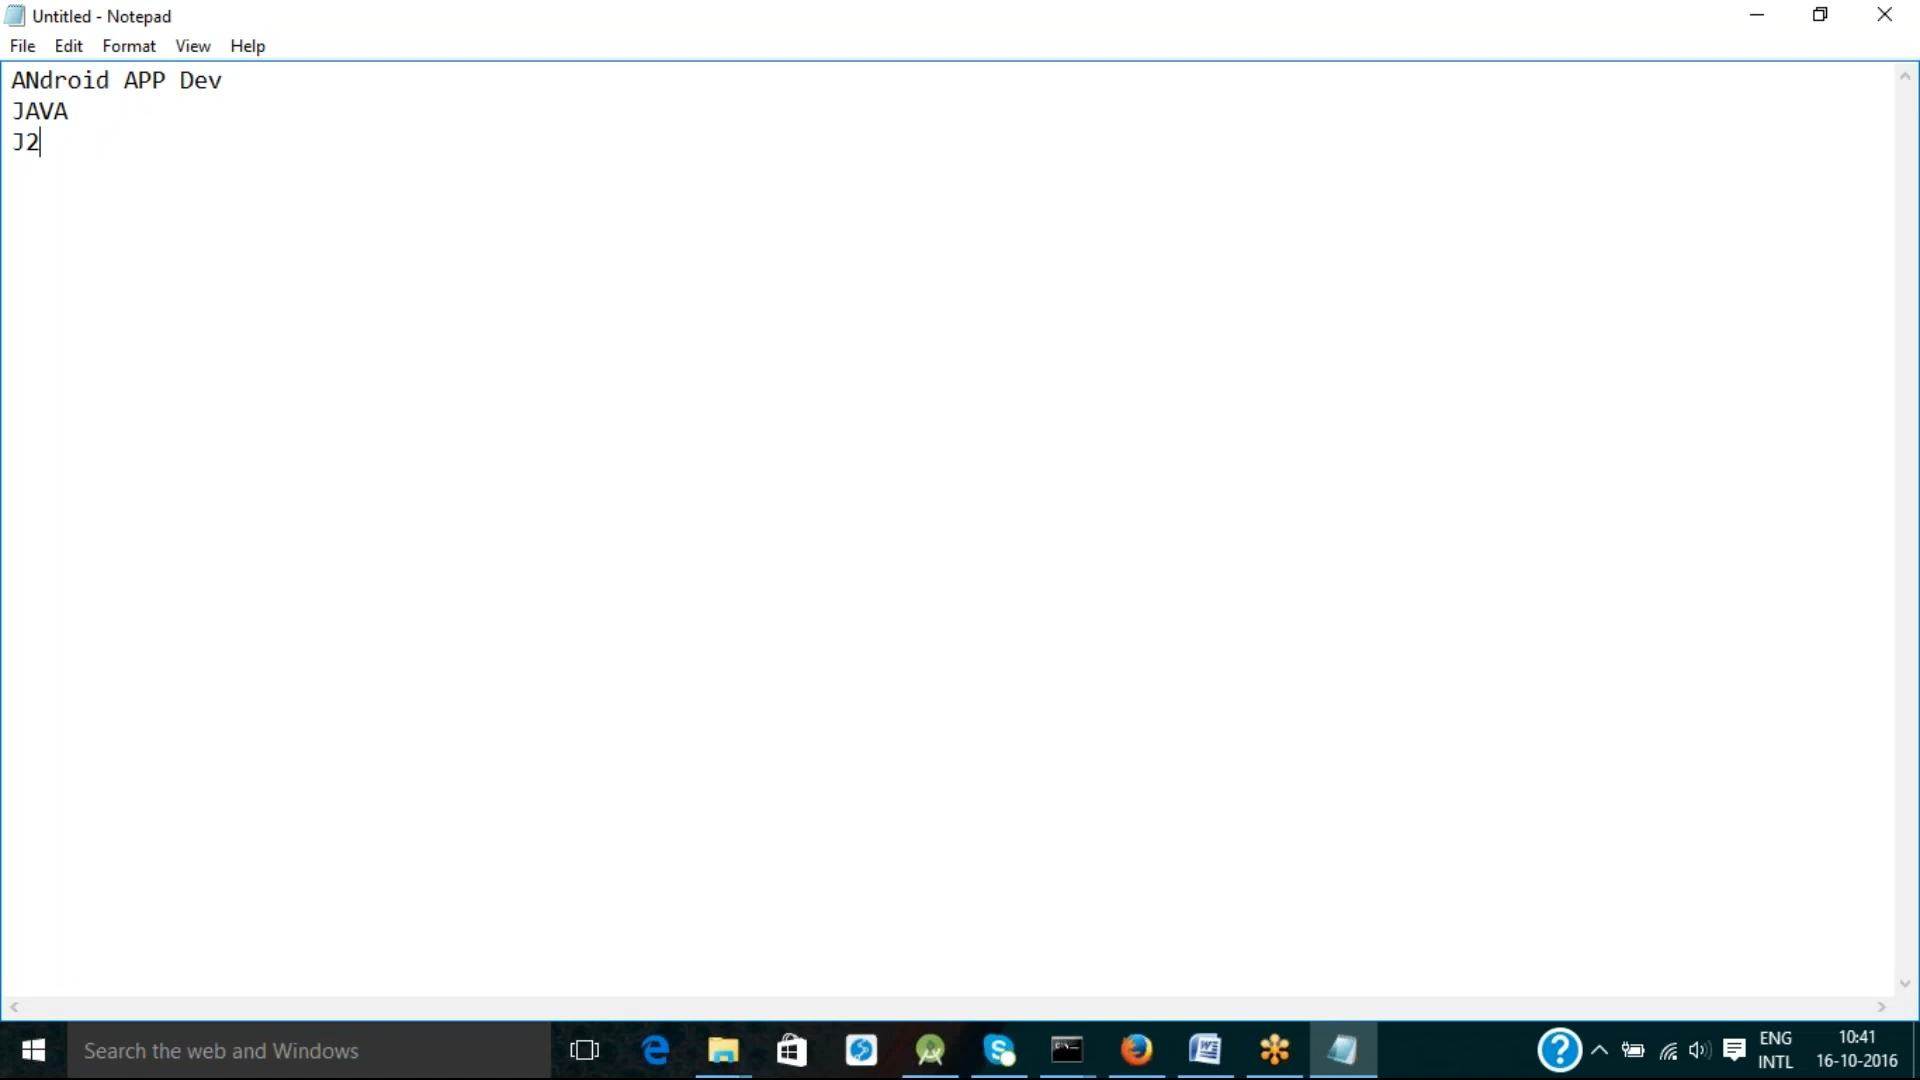 Untitled - Notepad
File Edit Format View Help
ANdroid APP Dev
JAVA
J2
Search the web and Windows
ENG 10:41
INTL 16-10-2016